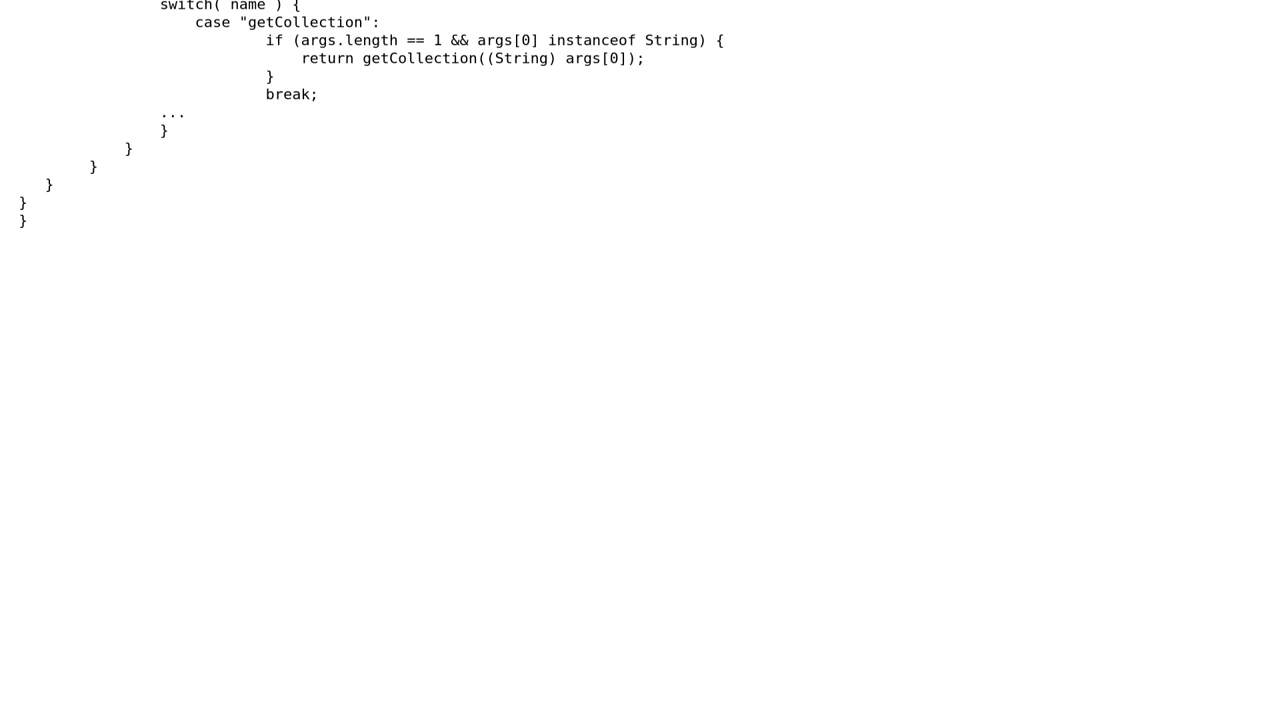 switch( name ) {
case "getCollection":
if (args.length == 1 && args[0] instanceof String) {
return getCollection((String) args[0]);
}
break;
...
}
}
}
}
}
}